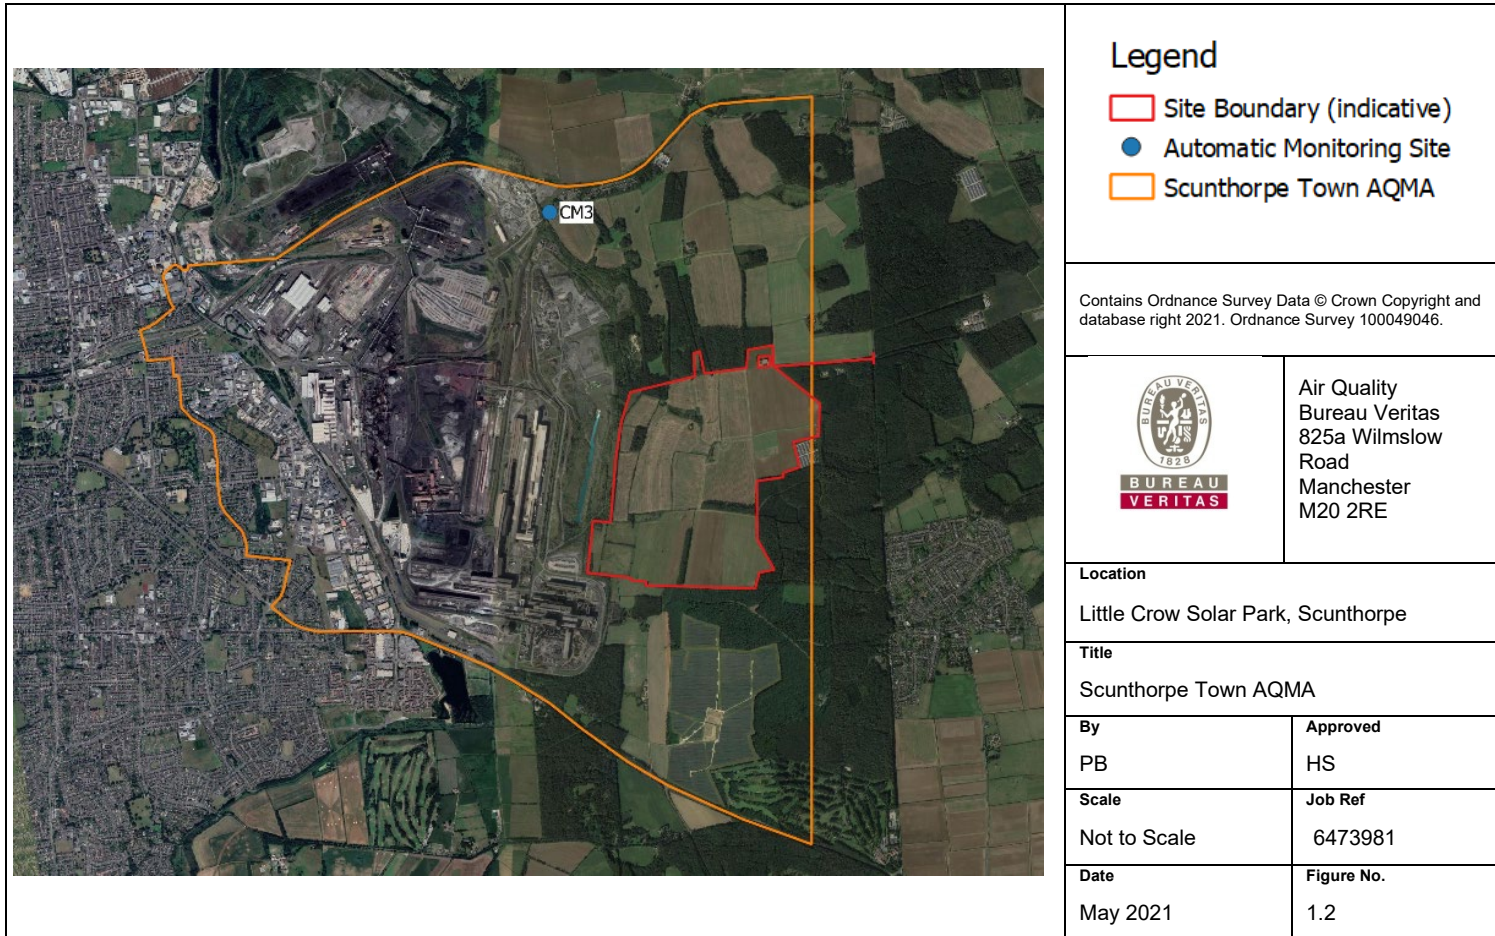 CM3
Legend
Site Boundary (indicative)
Automatic Monitoring Site
Scunthorpe Town AQMA
Contains Ordnance Survey Data © Crown Copyright and
database right 2021. Ordnance Survey 100049046.
BUREAU VERITAS
1828
BUREAU
VERITAS
Air Quality
Bureau Veritas
825a Wilmslow
Road
Manchester
M20 2RE
Location
Little Crow Solar Park, Scunthorpe
Title
Scunthorpe Town AQMA
By
Approved
PB
HS
Scale
Job Ref
Not to Scale
6473981
Date
Figure No.
May 2021
1.2